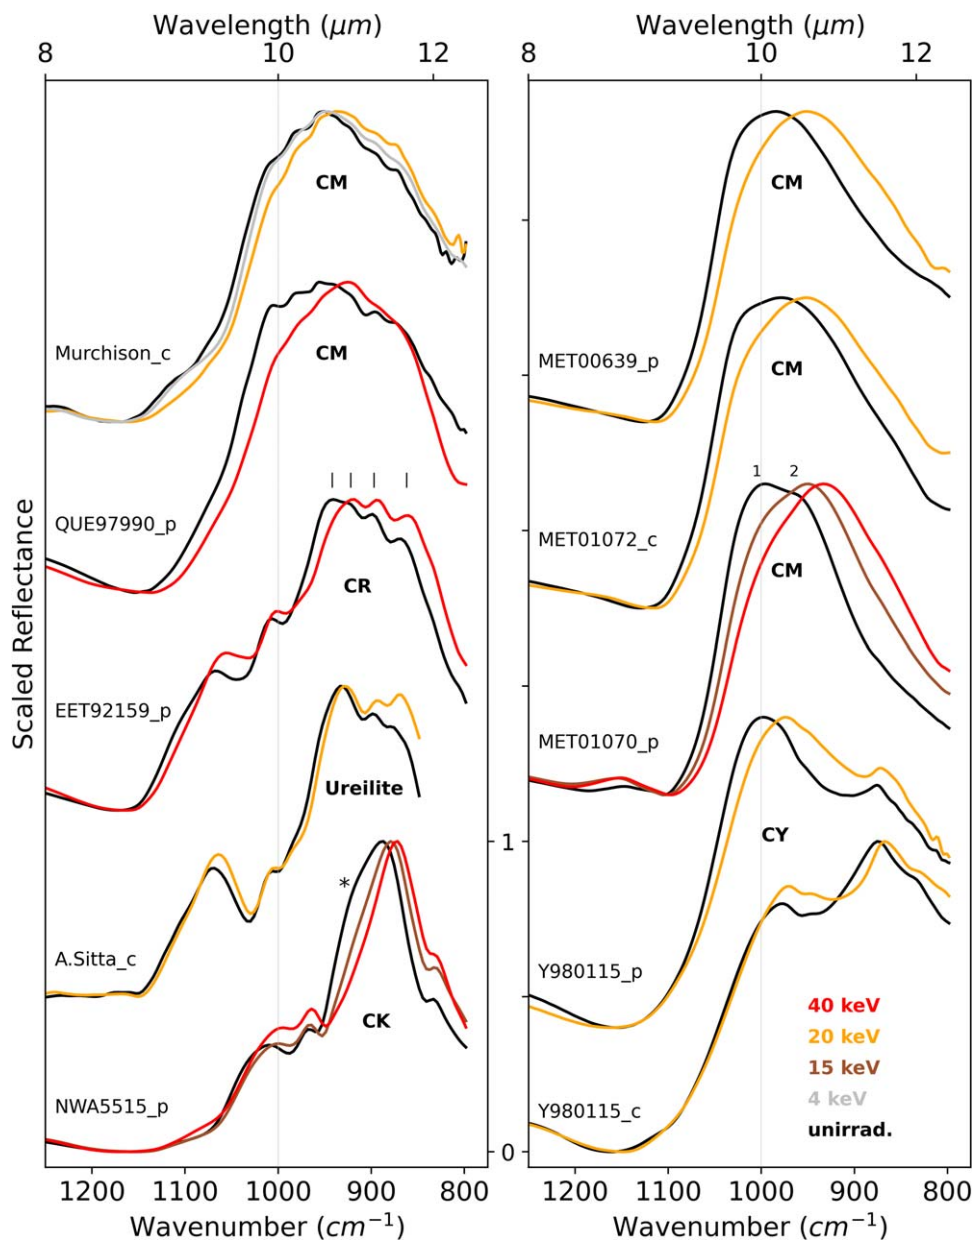 Wavelength (μm)
8 10 12
Wavelength (μm)
8 10 12
Scaled Reflectance
CM
Murchison_c
CM
QUE97990_p
CR
EET92159_p
Ureilite
A.Sitta_c
*
CK
NWA5515_p
1200 1100 1000 900 800
Wavenumber (cm⁻¹)
1
0
CM
MET00639_p
CM
MET01072_c
1 2
CM
MET01070_p
CY
Y980115_p
Y980115_c
40 keV
20 keV
15 keV
4 keV
unirrad.
1200 1100 1000 900 800
Wavenumber (cm⁻¹)